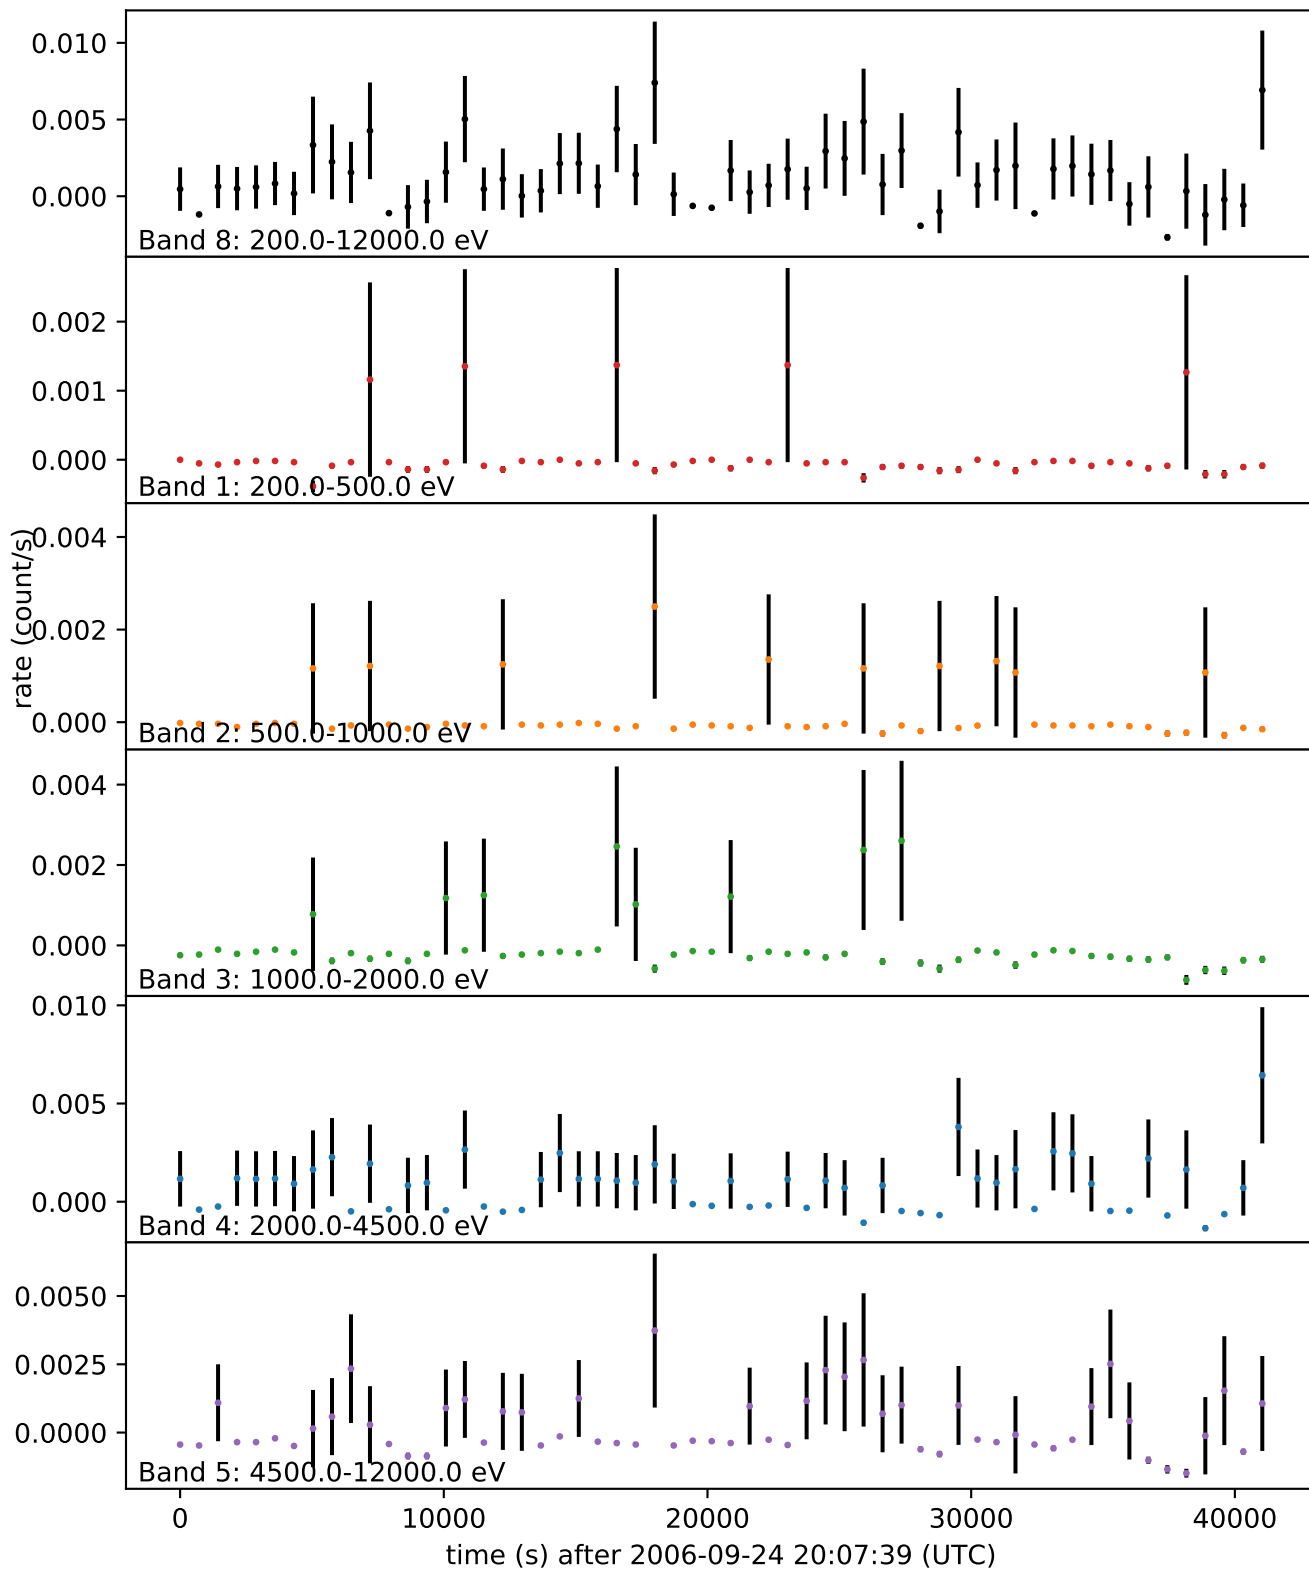 0.010
0.005
0.000
Band 8: 200.0-12000.0 eV
0.002
0.001
0.000
Band 1: 200.0-500.0 eV
rate (count/s)
0.004
0.002
0.000
Band 2: 500.0-1000.0 eV
0.004
0.002
0.000
Band 3: 1000.0-2000.0 eV
0.010
0.005
0.000
Band 4: 2000.0-4500.0 eV
0.0050
0.0025
0.0000
Band 5: 4500.0-12000.0 eV
0 10000 20000 30000 40000
time (s) after 2006-09-24 20:07:39 (UTC)